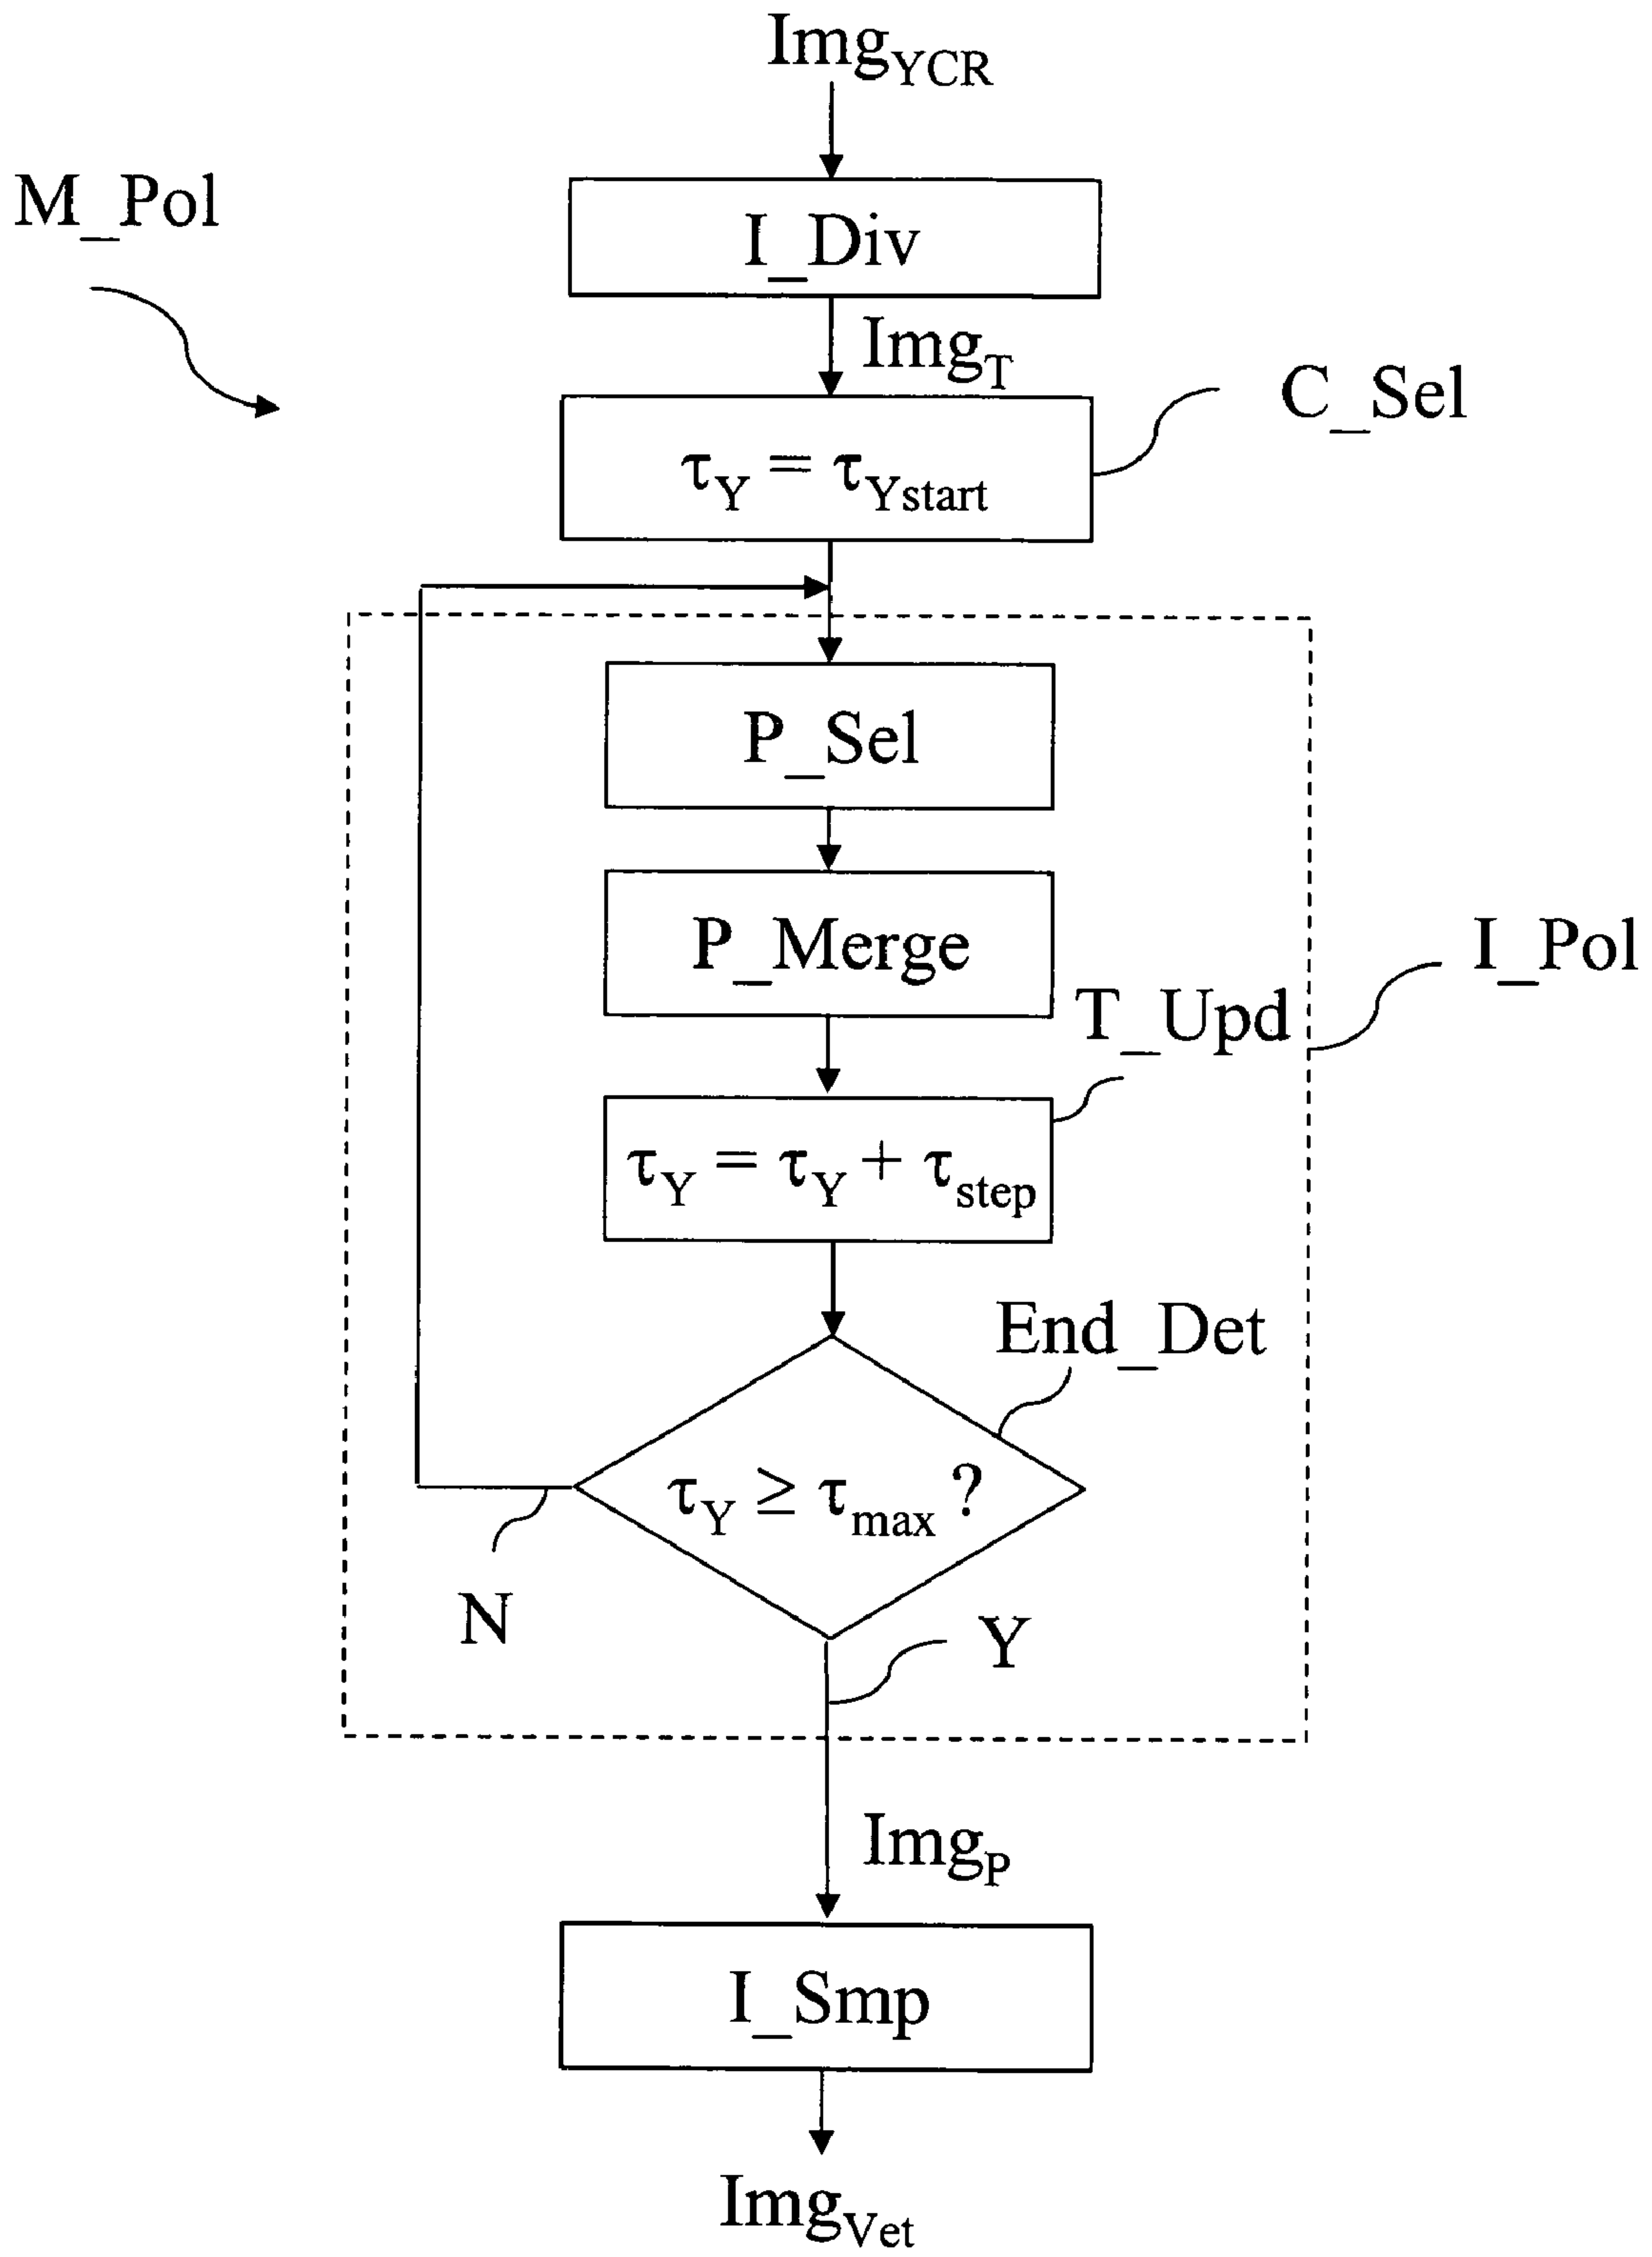 Img_YCR
M_Pol
I_Div
Img_T
C_Sel
τ_Y = τ_Ystart
P_Sel
P_Merge
I_Pol
T_Upd
τ_Y = τ_Y + τ_step
End_Det
τ_Y ≥ τ_max ?
N
Y
Img_P
I_Smp
Img_Vet